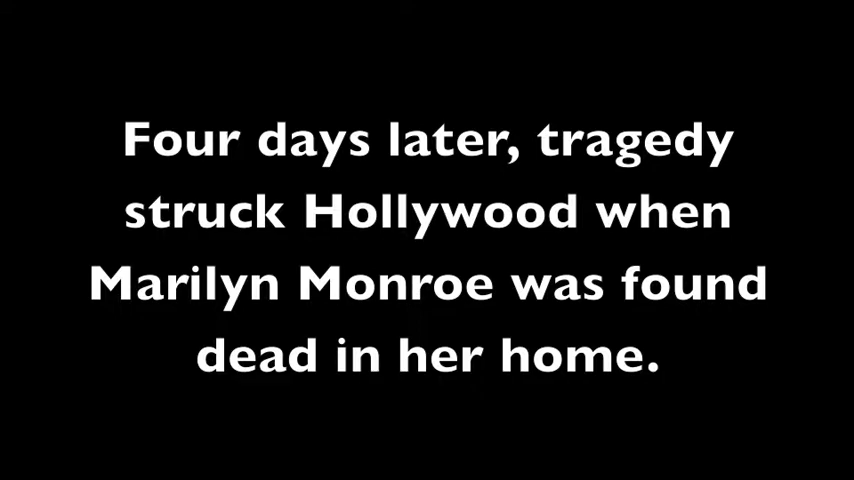 Four days later, tragedy
struck Hollywood when
Marilyn Monroe was found
dead in her home.